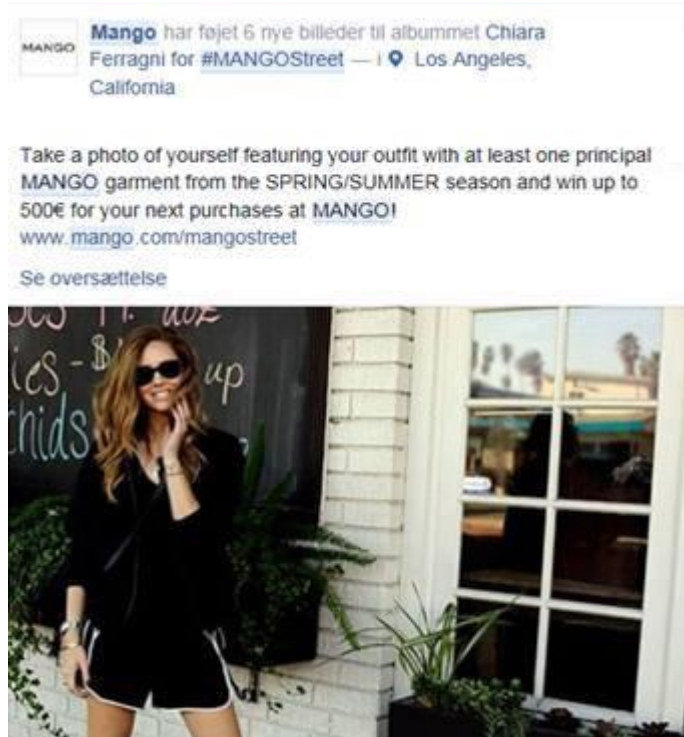 MANGO
Mango har føjet 6 nye billeder til albummet Chiara
Ferragni for #MANGOStreet — i Los Angeles,
California
Take a photo of yourself featuring your outfit with at least one principal
MANGO garment from the SPRING/SUMMER season and win up to
500€ for your next purchases at MANGO!
www.mango.com/mangostreet
Se oversættelse
up